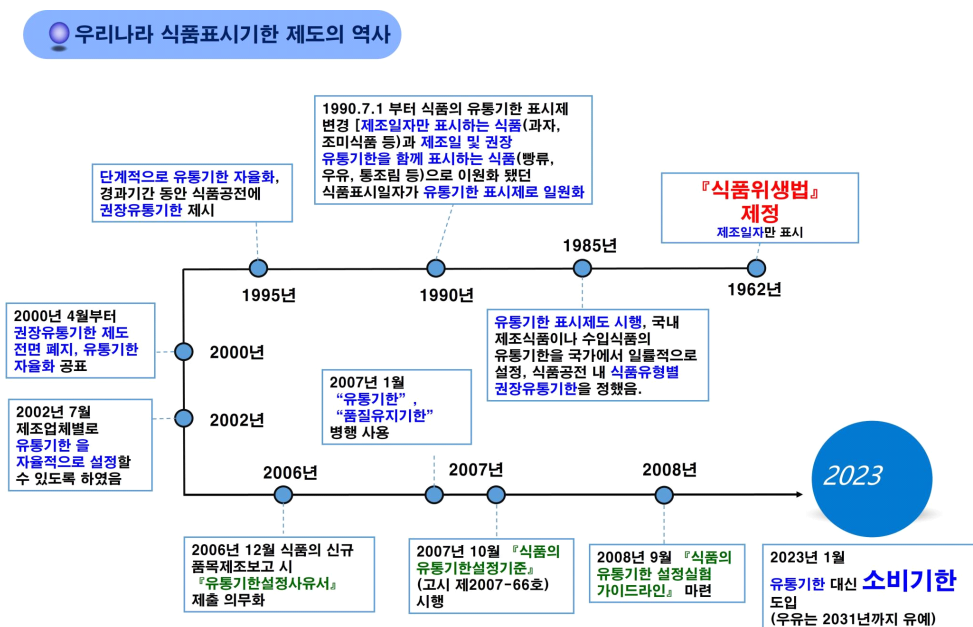 우리나라 식품표시기한 제도의 역사
『식품위생법』
제정
제조일자만 표시
1962년
1985년
유통기한 표시제도 시행, 국내
제조식품이나 수입식품의
유통기한을 국가에서 일률적으로
설정, 식품공전 내 식품유형별
권장유통기한을 정했음.
1990.7.1 부터 식품의 유통기한 표시제
변경 [제조일자만 표시하는 식품(과자,
조미식품 등)과 제조일 및 권장
유통기한을 함께 표시하는 식품(빵류,
우유, 통조림 등)으로 이원화 됐던
식품표시일자가 유통기한 표시제로 일원화
1990년
단계적으로 유통기한 자율화,
경과기간 동안 식품공전에
권장유통기한 제시
1995년
2000년 4월부터
권장유통기한 제도
전면 폐지, 유통기한
자율화 공표
2000년
2002년 7월
제조업체별로
유통기한 을
자율적으로 설정할
수 있도록 하였음
2002년
2006년
2006년 12월 식품의 신규
품목제조보고 시
『유통기한설정사유서』
제출 의무화
2007년 1월
“유통기한” ,
“품질유지기한”
병행 사용
2007년
2007년 10월 『식품의
유통기한설정기준』
(고시 제2007-66호)
시행
2008년
2008년 9월 『식품의
유통기한 설정실험
가이드라인』 마련
2023
2023년 1월
유통기한 대신 소비기한
도입
(우유는 2031년까지 유예)